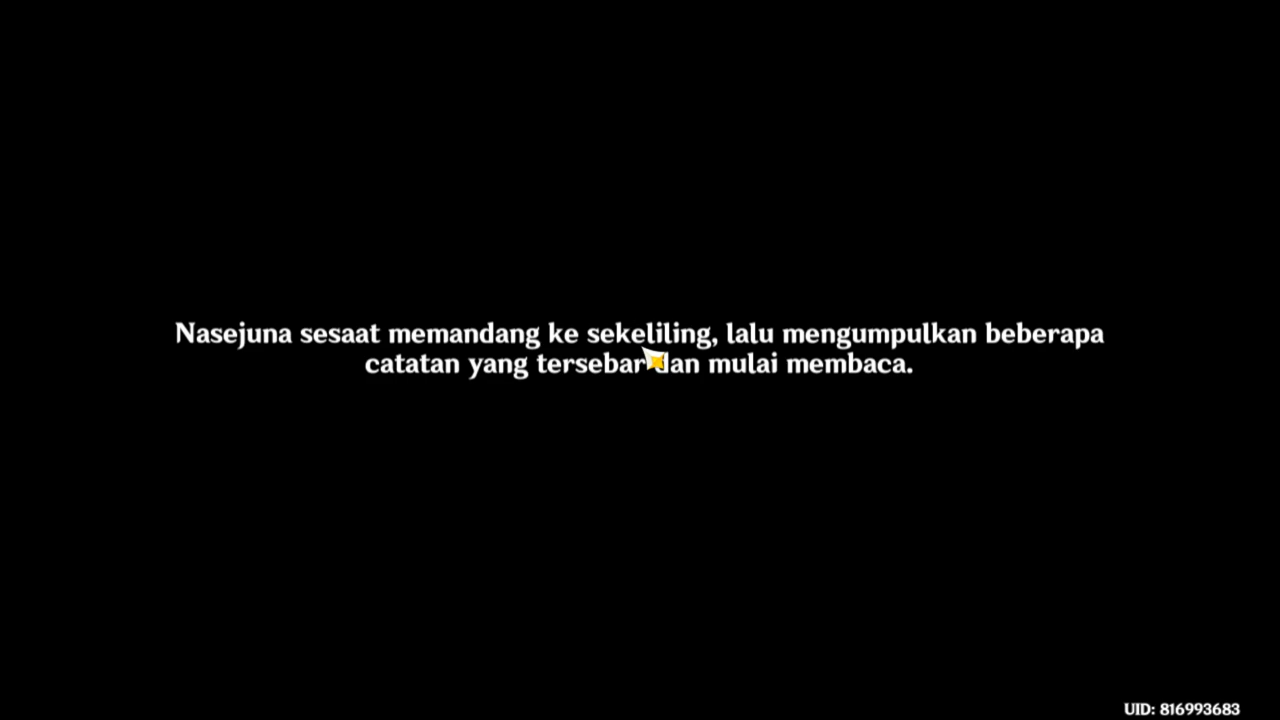 Nasejuna sesaat memandang ke sekeliling, lalu mengumpulkan beberapa
catatan yang tersebar dan mulai membaca.
UID: 816993683